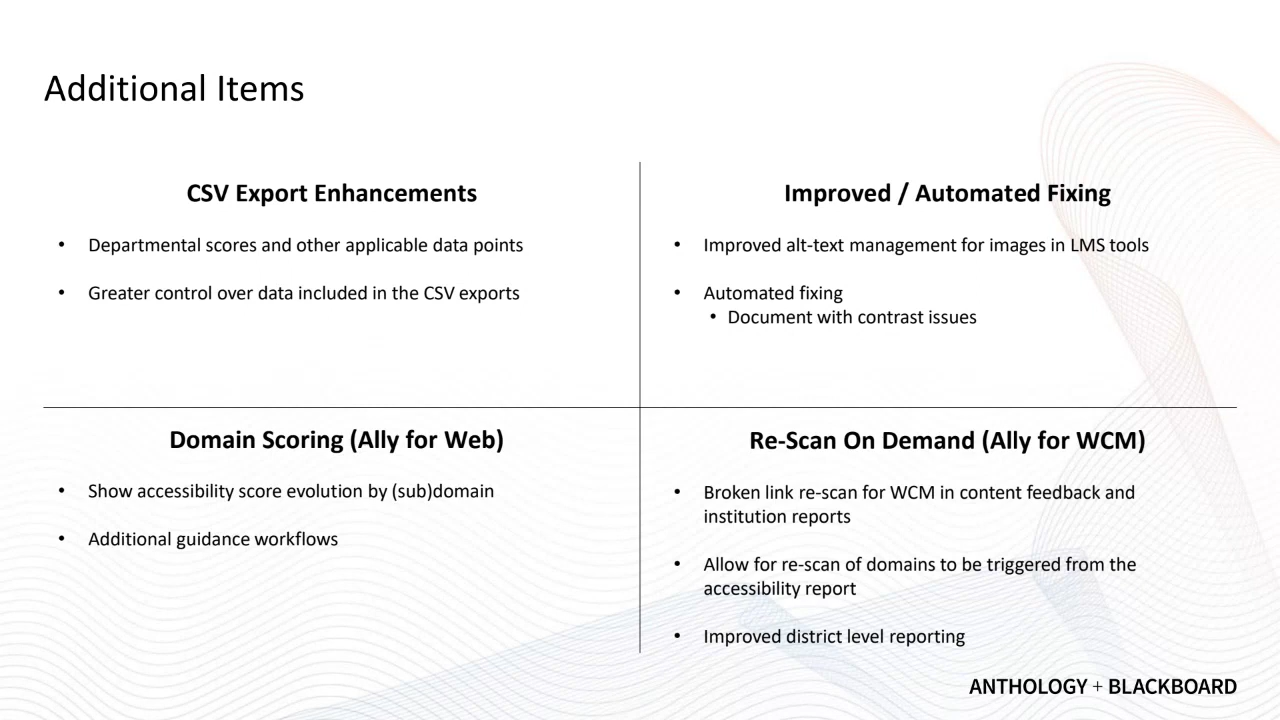 Additional Items
CSV Export Enhancements
• Departmental scores and other applicable data points
• Greater control over data included in the CSV exports
Improved / Automated Fixing
• Improved alt-text management for images in LMS tools
• Automated fixing
• Document with contrast issues
Domain Scoring (Ally for Web)
• Show accessibility score evolution by (sub)domain
• Additional guidance workflows
Re-Scan On Demand (Ally for WCM)
• Broken link re-scan for WCM in content feedback and
institution reports
• Allow for re-scan of domains to be triggered from the
accessibility report
• Improved district level reporting
ANTHOLOGY + BLACKBOARD